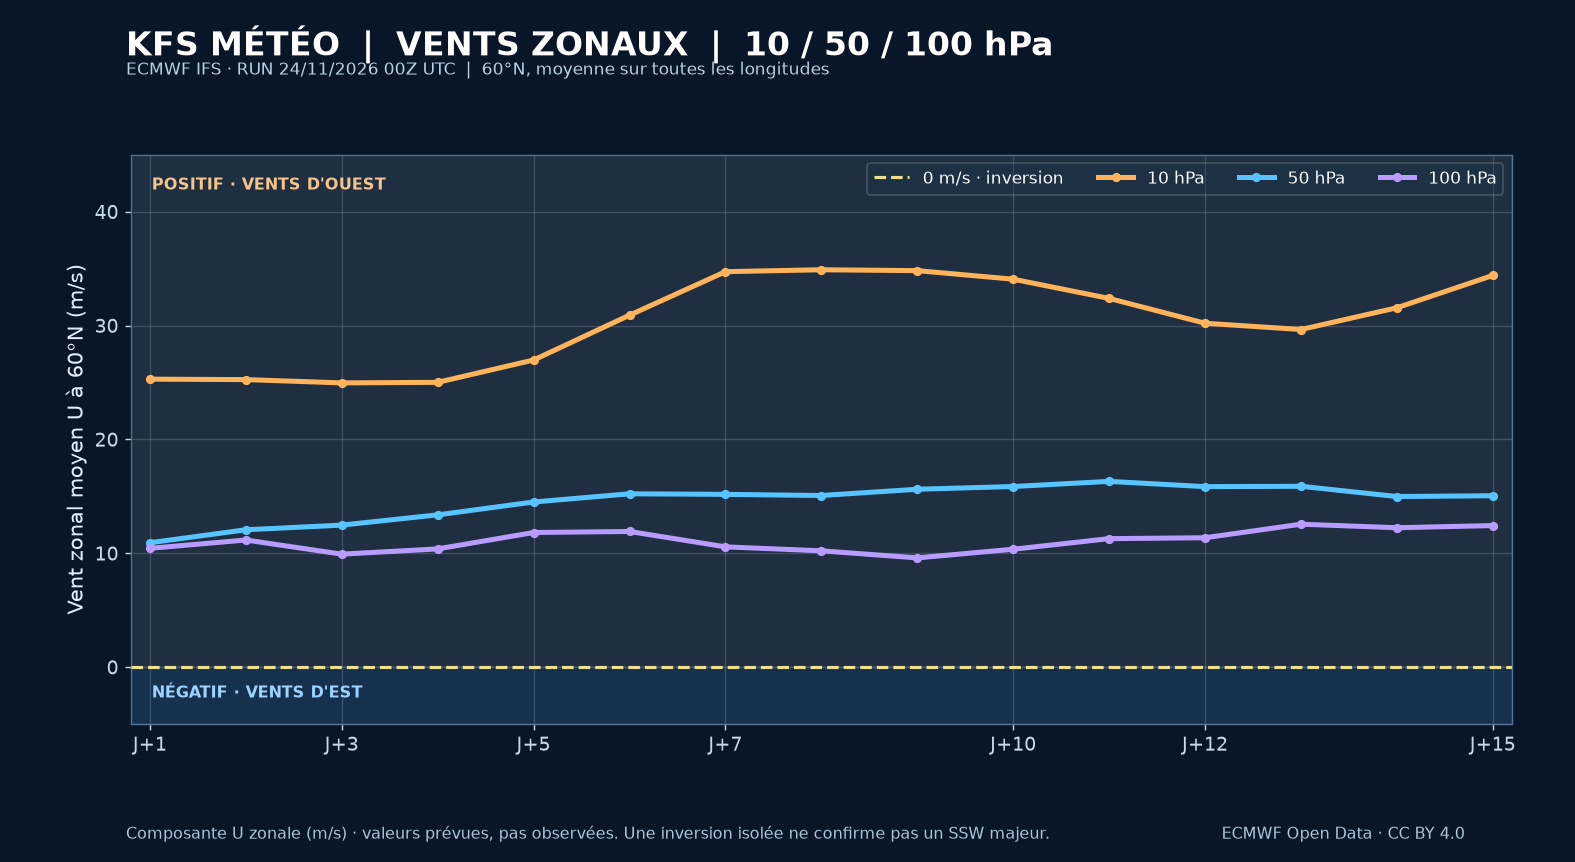 KFS MÉTÉO | VENTS ZONAUX | 10 / 50 / 100 hPa
ECMWF IFS · RUN 24/11/2026 00Z UTC | 60°N, moyenne sur toutes les longitudes
POSITIF · VENTS D'OUEST
0 m/s · inversion 10 hPa 50 hPa 100 hPa
Vent zonal moyen U à 60°N (m/s)
40
30
20
10
0
NÉGATIF · VENTS D'EST
J+1 J+3 J+5 J+7 J+10 J+12 J+15
Composante U zonale (m/s) · valeurs prévues, pas observées. Une inversion isolée ne confirme pas un SSW majeur.
ECMWF Open Data · CC BY 4.0